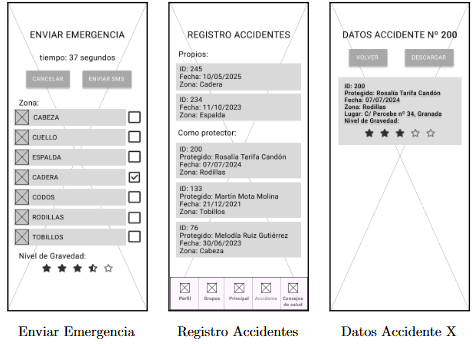 ENVIAR EMERGENCIA
tiempo: 37 segundos
CANCELAR
ENVIAR SMS
Zona:
CABEZA
CUELLO
ESPALDA
CADERA
CODOS
RODILLAS
TOBILLOS
Nivel de Gravedad:
Enviar Emergencia
REGISTRO ACCIDENTES
Propios:
ID: 245
Fecha: 10/05/2025
Zona: Cadera
ID: 234
Fecha: 11/10/2023
Zona: Espalda
Como protector:
ID: 200
Protegido: Rosalía Tarifa Candón
Fecha: 07/07/2024
Zona: Rodillas
ID: 133
Protegido: Martín Mota Molina
Fecha: 21/12/2021
Zona: Tobillos
ID: 76
Protegido: Melodía Ruiz Gutiérrez
Fecha: 30/06/2023
Zona: Cabeza
Perfil
Grupos
Principal
Accidente
Consejos
de salud
Registro Accidentes
DATOS ACCIDENTE Nº 200
VOLVER
DESCARGAR
ID: 200
Protegido: Rosalía Tarifa Candón
Fecha: 07/07/2024
Zona: Rodillas
Lugar: C/ Percebe nº 34, Granada
Nivel de Gravedad:
Datos Accidente X